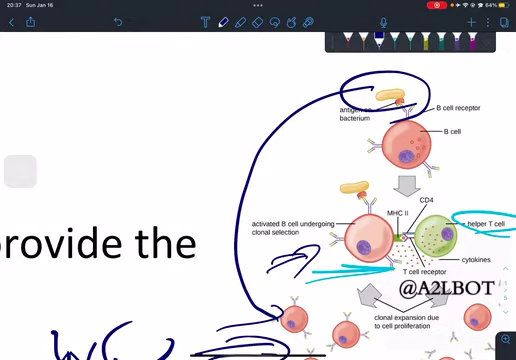 20:37 Sun Jan 16
64%
antigen on
bacterium
B cell receptor
B cell
CD4
MHC II
activated B cell undergoing
clonal selection
helper T cell
provide the
cytokines
T cell receptor
@A2LBOT
clonal expansion due
to cell proliferation